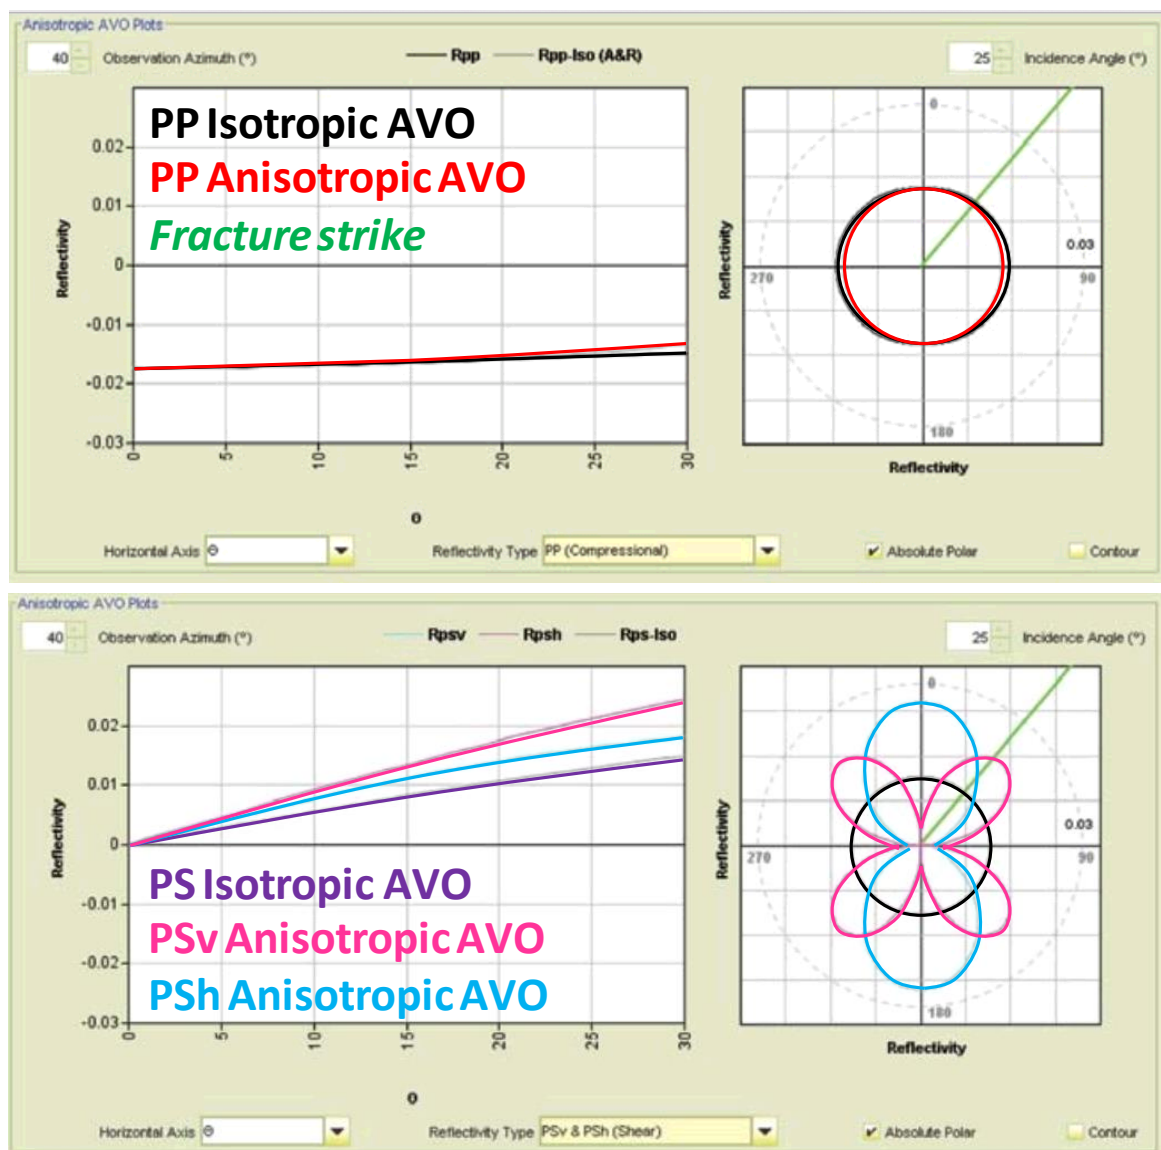 Anisotropic AVO Plots
40 Observation Azimuth (°) Rpp Rpp-Iso (A&R) 25 Incidence Angle (°)
PP Isotropic AVO
PP Anisotropic AVO
Fracture strike
Reflectivity
0.02
0.01
0
-0.01
-0.02
-0.03
0 5 10 15 20 25 30
Θ
Reflectivity
0
0.03
270 90
180
Reflectivity
Horizontal Axis Θ Reflectivity Type PP (Compressional) Absolute Polar Contour
Anisotropic AVO Plots
40 Observation Azimuth (°) Rpsv Rpsh Rps-Iso 25 Incidence Angle (°)
Reflectivity
0.02
0.01
0
-0.01
-0.02
-0.03
PS Isotropic AVO
PSv Anisotropic AVO
PSh Anisotropic AVO
0 5 10 15 20 25 30
Θ
Reflectivity
0
0.03
270 90
180
Reflectivity
Horizontal Axis Θ Reflectivity Type PSv & PSh (Shear) Absolute Polar Contour